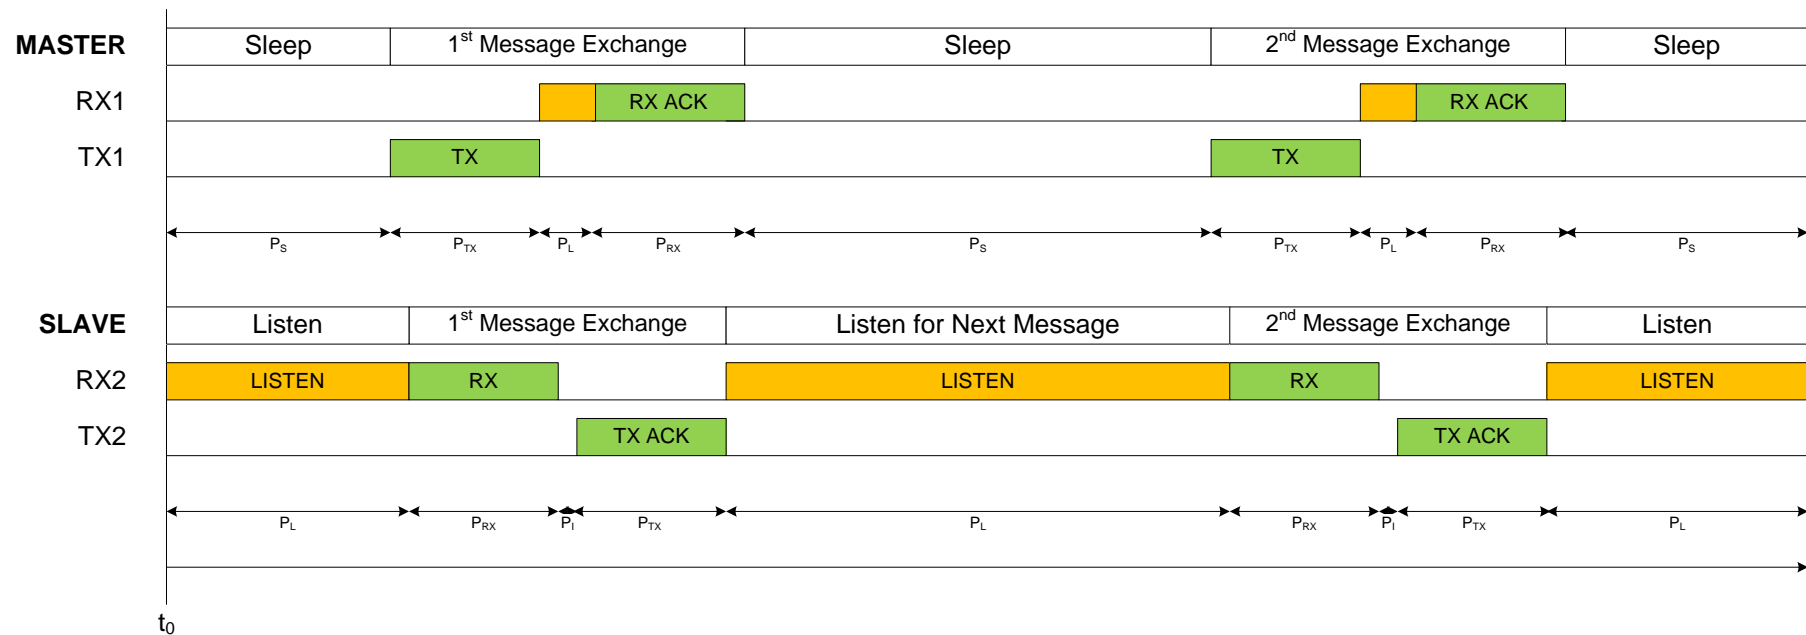 MASTER Sleep 1st Message Exchange Sleep 2nd Message Exchange Sleep
RX1 RX ACK RX ACK
TX1 TX TX
PS PTX PL PRX PS PTX PL PRX PS
SLAVE Listen 1st Message Exchange Listen for Next Message 2nd Message Exchange Listen
RX2 LISTEN RX LISTEN RX LISTEN
TX2 TX ACK TX ACK
PL PRX PI PTX PL PRX PI PTX PL
t0